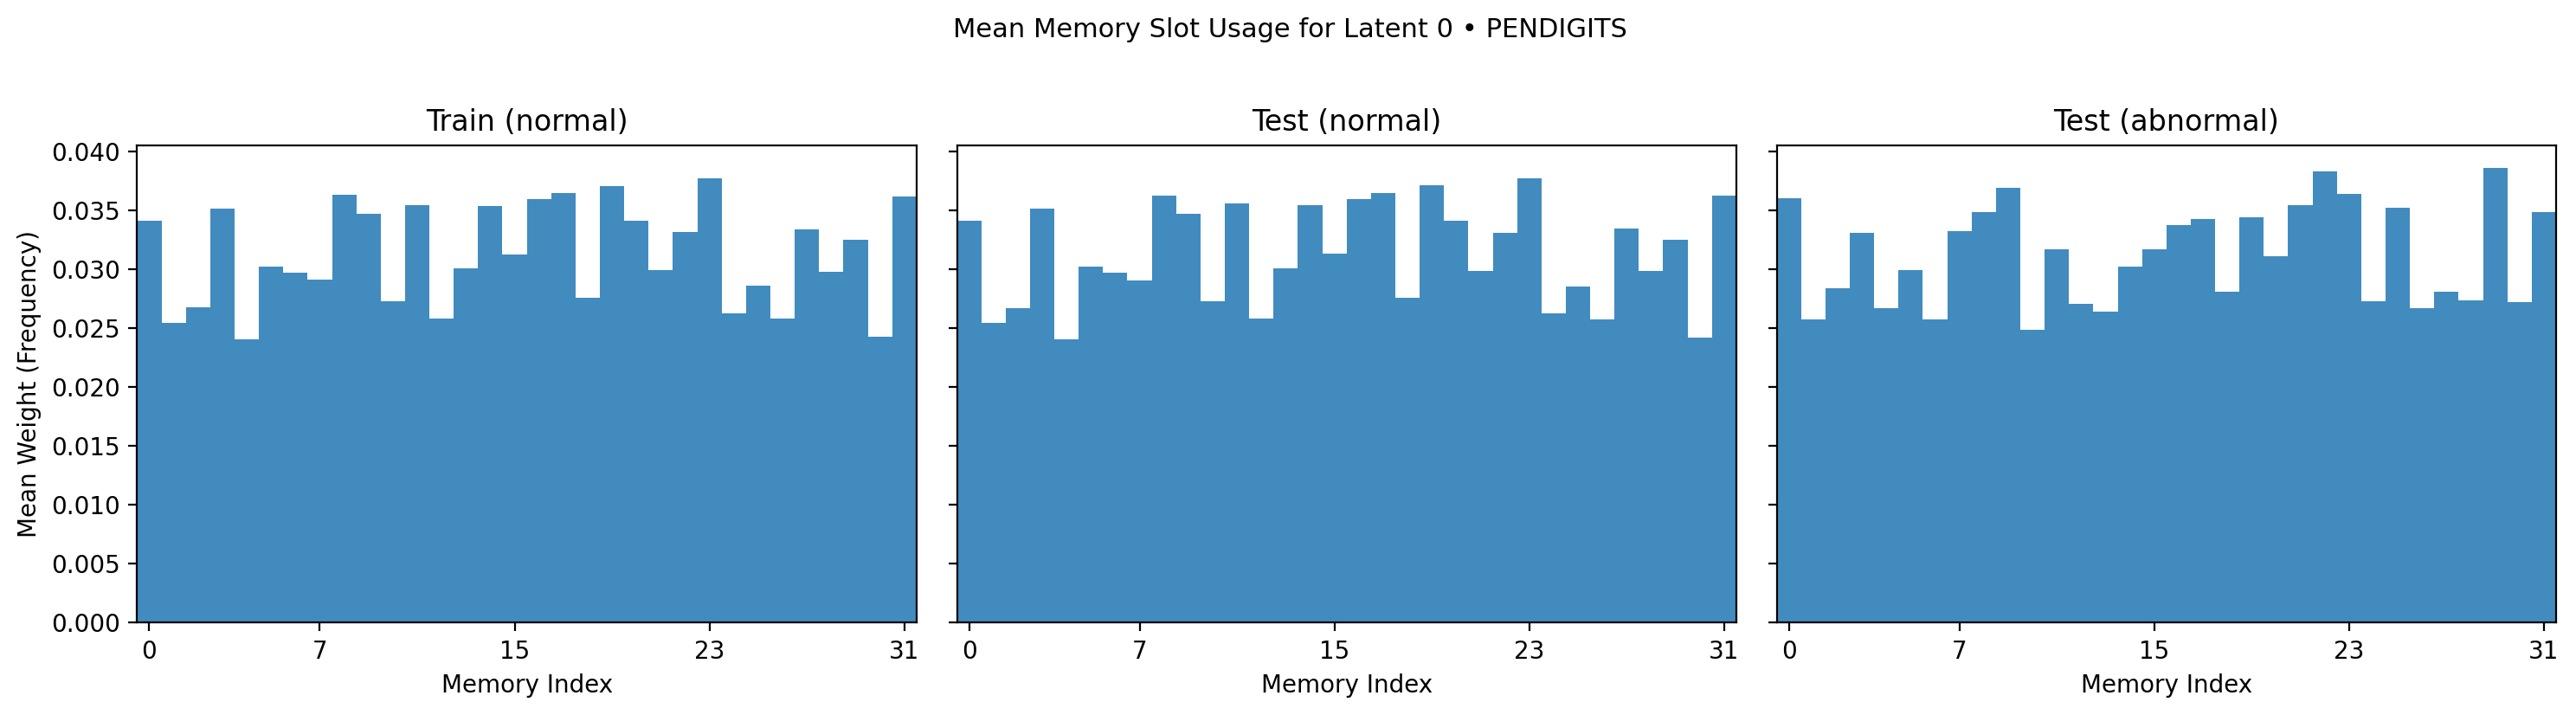 Mean Memory Slot Usage for Latent 0 • PENDIGITS
Train (normal)
Test (normal)
Test (abnormal)
Mean Weight (Frequency)
0.040
0.035
0.030
0.025
0.020
0.015
0.010
0.005
0.000
0 7 15 23 31
0 7 15 23 31
0 7 15 23 31
Memory Index
Memory Index
Memory Index